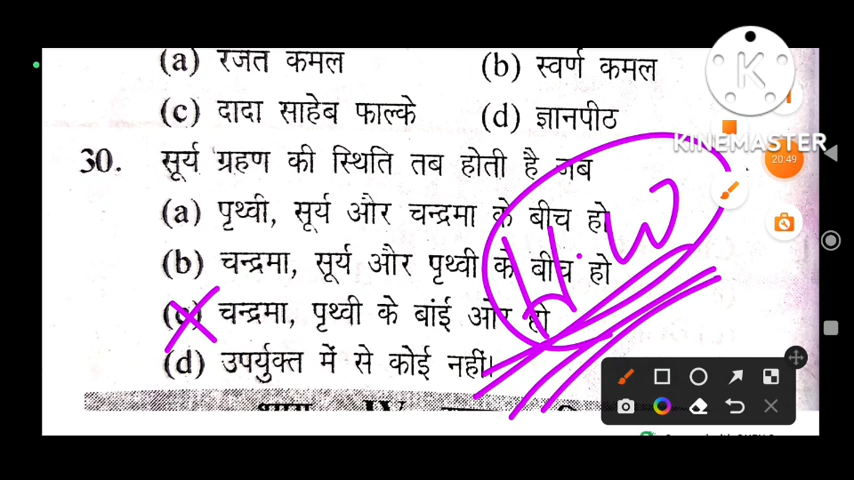 (a) रजत कमल (b) स्वर्ण कमल
(c) दादा साहेब फाल्के (d) ज्ञानपीठ
30. सूर्य ग्रहण की स्थिति तब होती है जब
(a) पृथ्वी, सूर्य और चन्द्रमा के बीच हो
(b) चन्द्रमा, सूर्य और पृथ्वी के बीच हो
(c) चन्द्रमा, पृथ्वी के बांई ओर हो
(d) उपर्युक्त में से कोई नहीं।
H.W
K
KINEMASTER
20:49